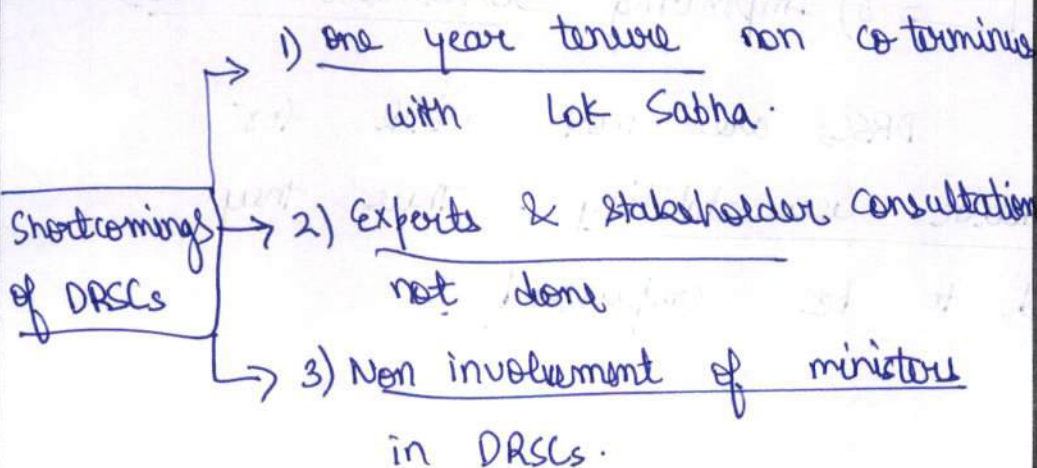 1) one year tenure non co terminus
with Lok Sabha.
Shortcomings
of DRSCs
2) Experts & stakeholder consultation
not done
3) Non involvement of ministers
in DRSCs.